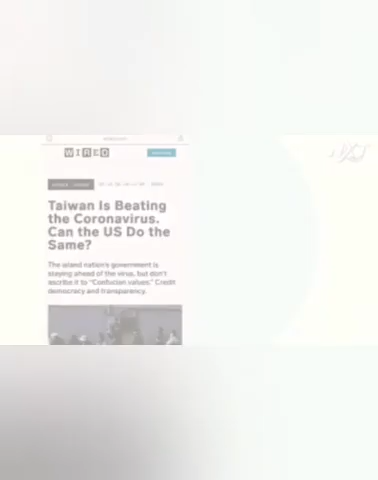 WIRED
Taiwan Is Beating
the Coronavirus.
Can the US Do the
Same?
The island nation's government is
staying ahead of the virus, but don't
ascribe it to "Confucian values." Credit
democracy and transparency.